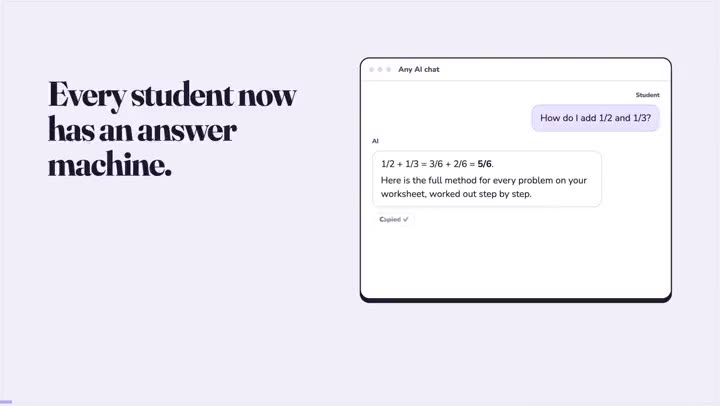 Every student now
has an answer
machine.
Any AI chat
Student
How do I add 1/2 and 1/3?
AI
1/2 + 1/3 = 3/6 + 2/6 = 5/6.
Here is the full method for every problem on your
worksheet, worked out step by step.
Copied ✓